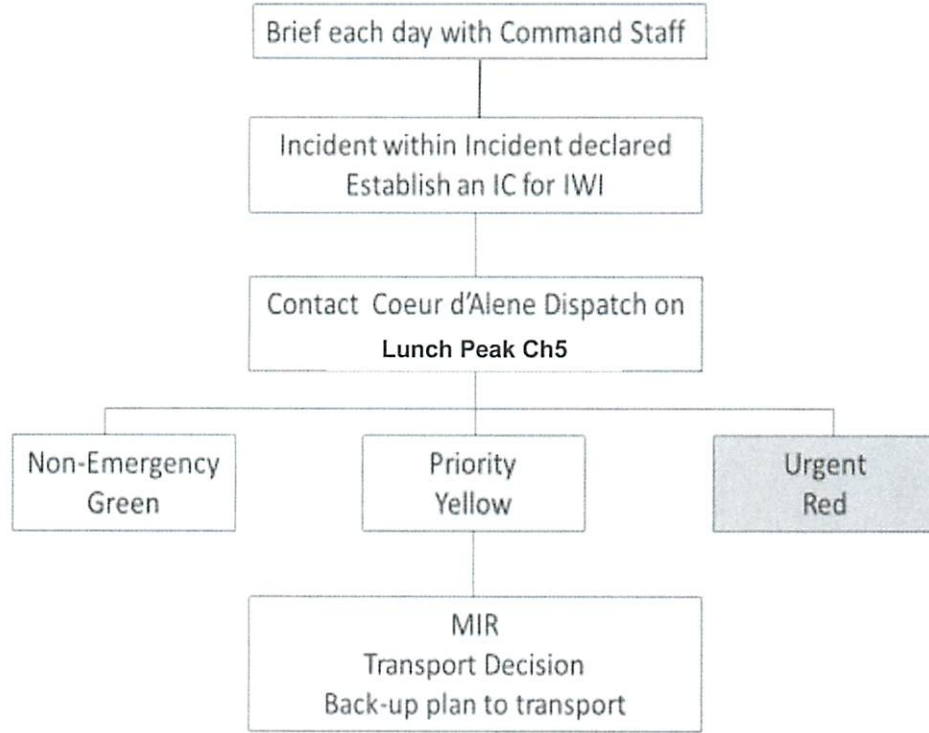 Brief each day with Command Staff
Incident within Incident declared
Establish an IC for IWI
Contact Coeur d'Alene Dispatch on
Lunch Peak Ch5
Non-Emergency
Green
Priority
Yellow
Urgent
Red
MIR
Transport Decision
Back-up plan to transport